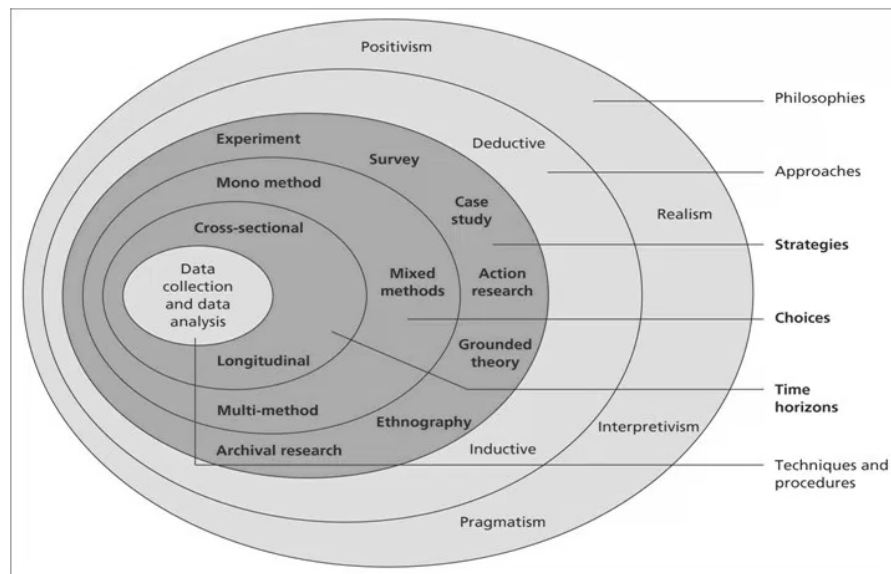 Positivism
Philosophies
Experiment
Deductive
Survey
Approaches
Mono method
Case
study
Realism
Cross-sectional
Strategies
Data
collection
and data
analysis
Mixed
methods
Action
research
Choices
Grounded
theory
Longitudinal
Time
horizons
Multi-method
Ethnography
Interpretivism
Archival research
Inductive
Techniques and
procedures
Pragmatism